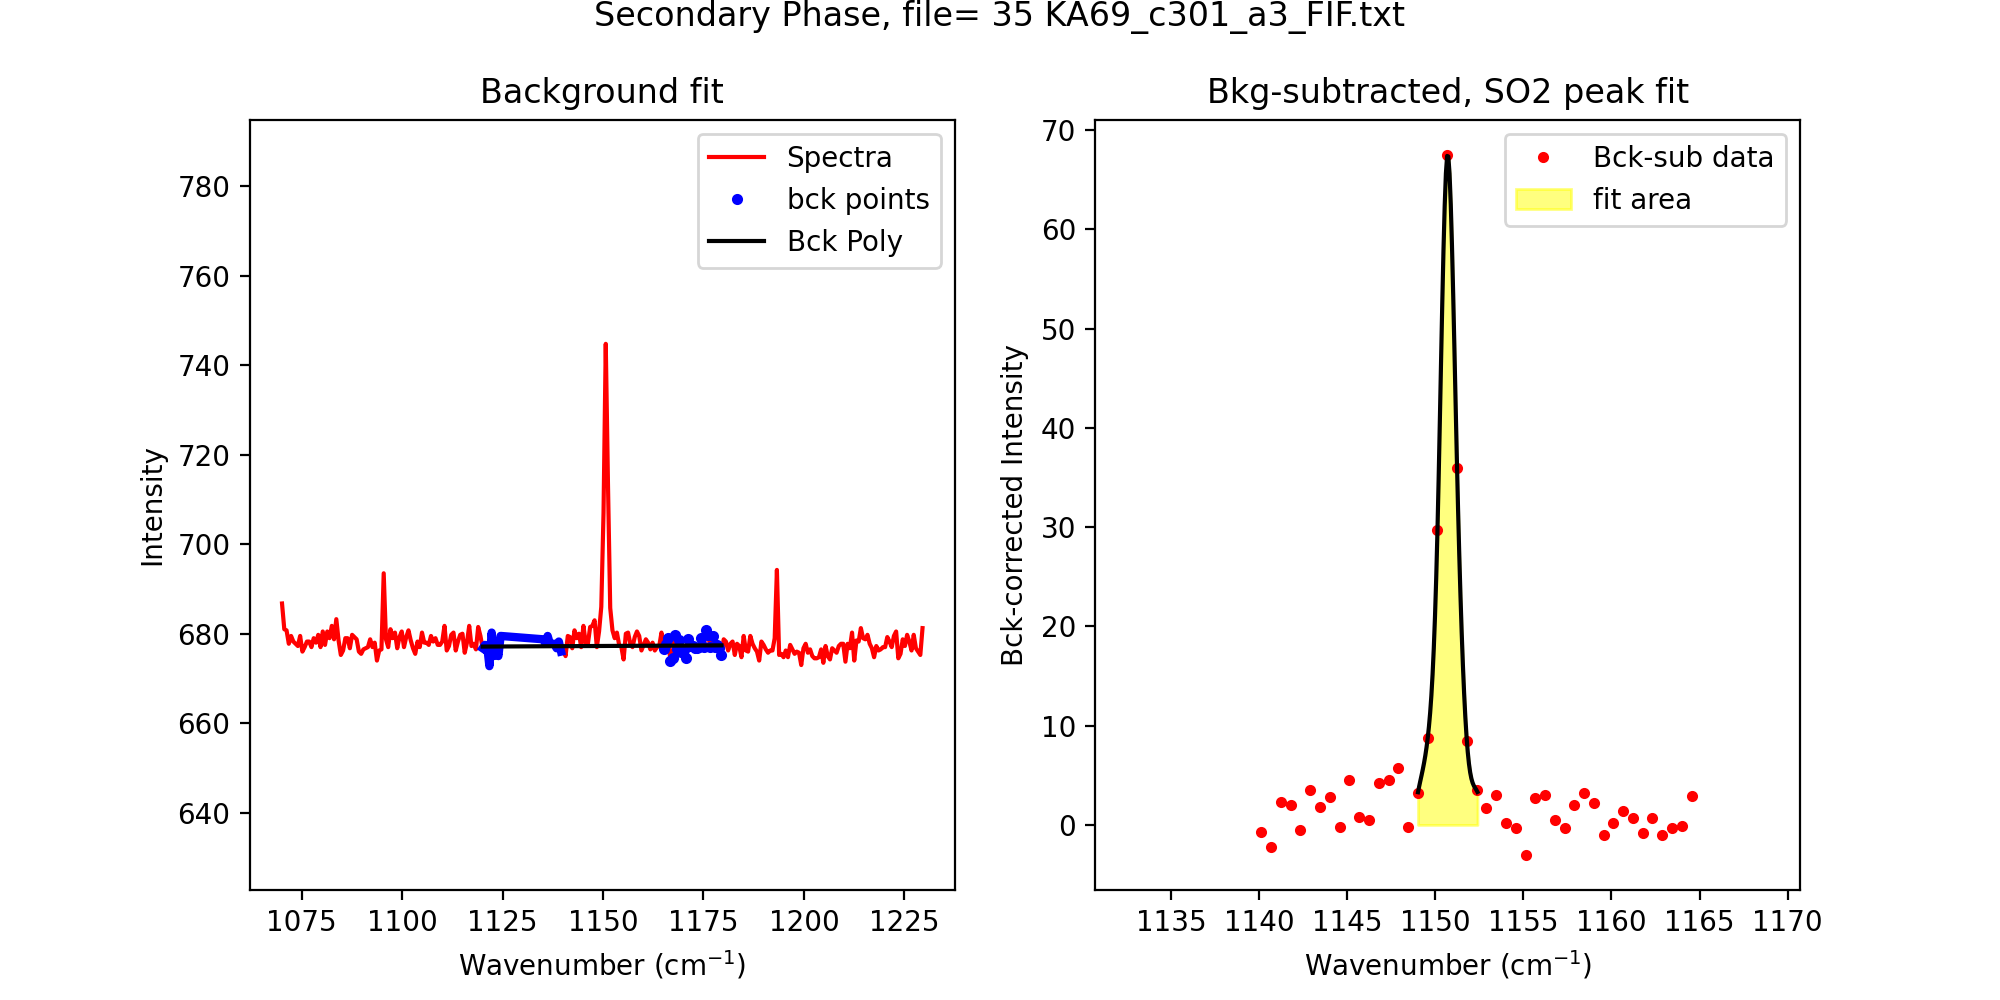 Secondary Phase, file= 35 KA69_c301_a3_FIF.txt
Background fit
Spectra
bck points
Bck Poly
780
760
740
720
700
680
660
640
Intensity
1075 1100 1125 1150 1175 1200 1225
Wavenumber (cm⁻¹)
Bkg-subtracted, SO2 peak fit
Bck-sub data
fit area
70
60
50
40
30
20
10
0
Bck-corrected Intensity
1135 1140 1145 1150 1155 1160 1165 1170
Wavenumber (cm⁻¹)